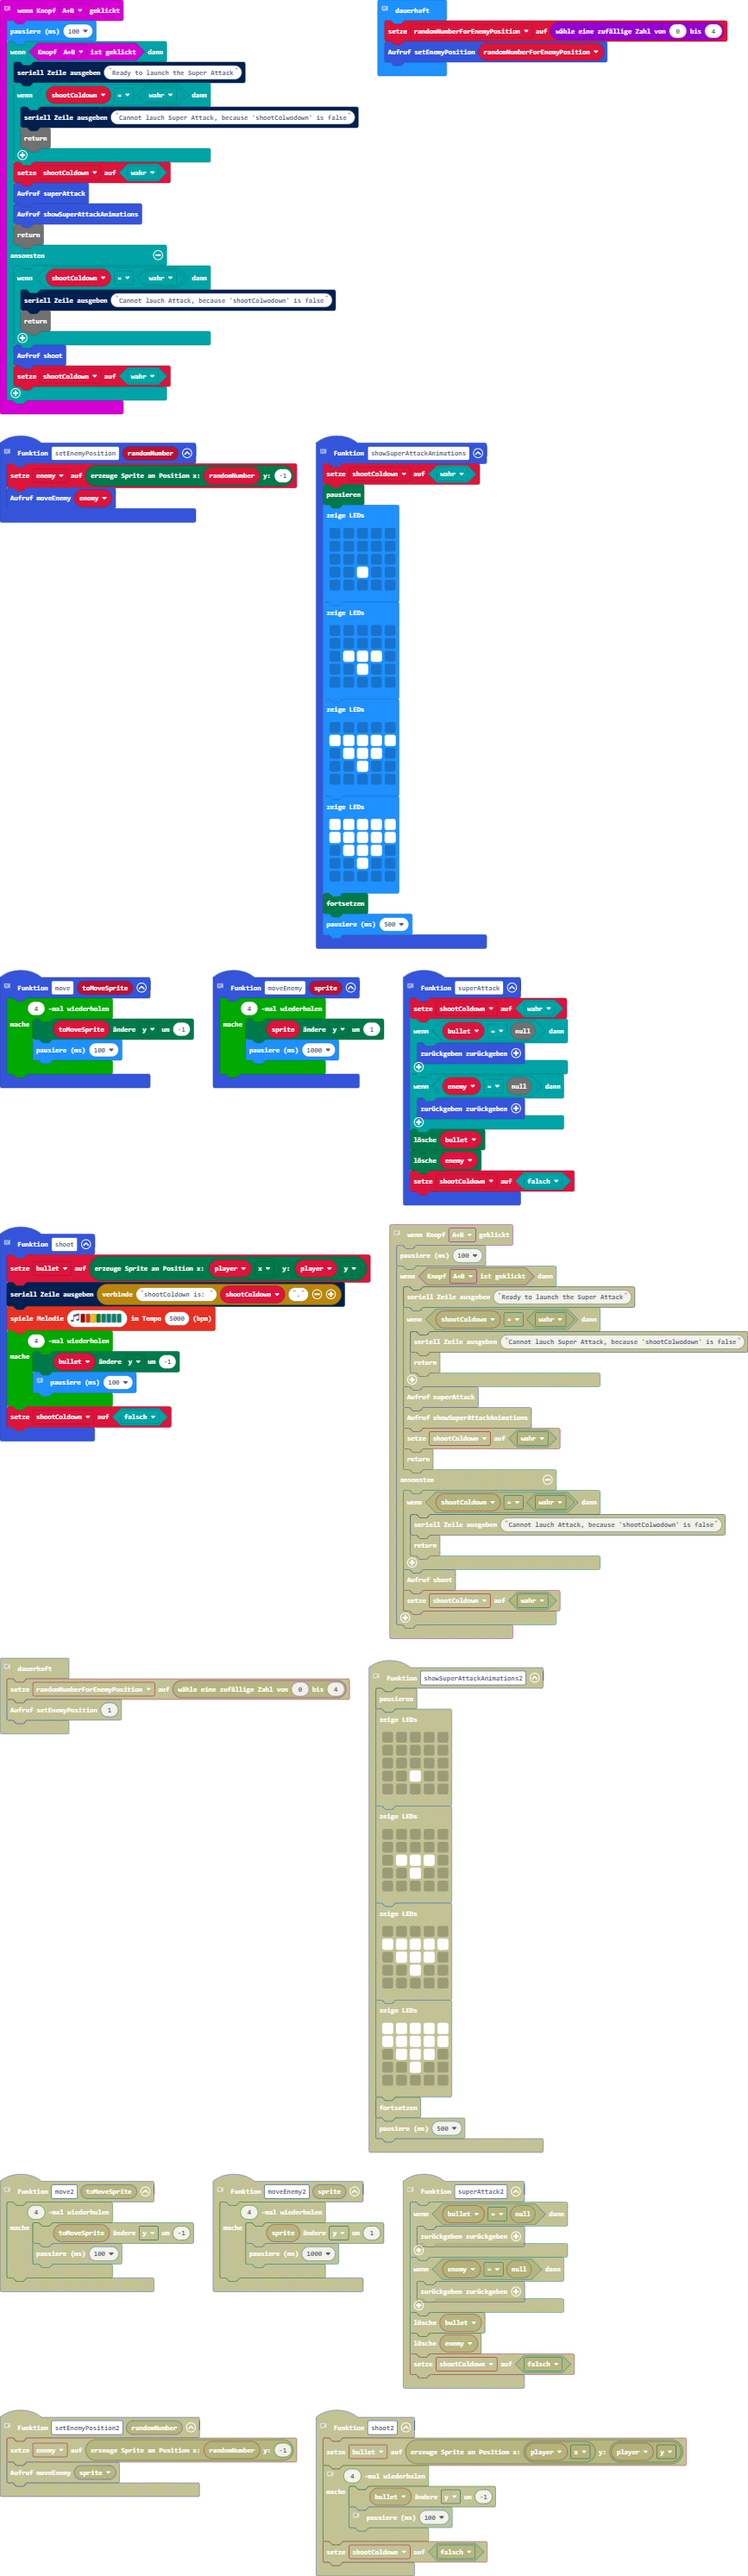 wenn Knopf A+B geklickt
pausiere (ms) 100
wenn Knopf A+B ist geklickt dann
seriell Zeile ausgeben "Ready to launch the Super Attack"
wenn shootColdown = wahr dann
seriell Zeile ausgeben "Cannot lauch Super Attack, because 'shootColwodown' is false"
return
setze shootColdown auf wahr
Aufruf superAttack
Aufruf showSuperAttackAnimations
return
ansonsten
wenn shootColdown = wahr dann
seriell Zeile ausgeben "Cannot lauch Attack, because 'shootColwodown' is false"
return
Aufruf shoot
setze shootColdown auf wahr
dauerhaft
setze randomNumberForEnemyPosition auf wähle eine zufällige Zahl von 0 bis 4
Aufruf setEnemyPosition randomNumberForEnemyPosition
Funktion setEnemyPosition randomNumber
setze enemy auf erzeuge Sprite an Position x: randomNumber y: -1
Aufruf moveEnemy enemy
Funktion showSuperAttackAnimations
setze shootColdown auf wahr
pausieren
zeige LEDs
zeige LEDs
zeige LEDs
zeige LEDs
fortsetzen
pausiere (ms) 500
Funktion move toMoveSprite
4 -mal wiederholen
mache toMoveSprite ändere y um -1
pausiere (ms) 100
Funktion moveEnemy sprite
4 -mal wiederholen
mache sprite ändere y um 1
pausiere (ms) 1000
Funktion superAttack
setze shootColdown auf wahr
wenn bullet = null dann
zurückgeben zurückgeben
wenn enemy = null dann
zurückgeben zurückgeben
lösche bullet
lösche enemy
setze shootColdown auf falsch
Funktion shoot
setze bullet auf erzeuge Sprite an Position x: player x y: player y
seriell Zeile ausgeben verbinde "shootColdown is: " shootColdown "."
spiele Melodie im Tempo 5000 (bpm)
4 -mal wiederholen
mache bullet ändere y um -1
pausiere (ms) 100
setze shootColdown auf falsch
wenn Knopf A+B geklickt
pausiere (ms) 100
wenn Knopf A+B ist geklickt dann
seriell Zeile ausgeben "Ready to launch the Super Attack"
wenn shootColdown = wahr dann
seriell Zeile ausgeben "Cannot lauch Super Attack, because 'shootColwodown' is false"
return
Aufruf superAttack
Aufruf showSuperAttackAnimations
setze shootColdown auf wahr
return
ansonsten
wenn shootColdown = wahr dann
seriell Zeile ausgeben "Cannot lauch Attack, because 'shootColwodown' is false"
return
Aufruf shoot
setze shootColdown auf wahr
dauerhaft
setze randomNumberForEnemyPosition auf wähle eine zufällige Zahl von 0 bis 4
Aufruf setEnemyPosition 1
Funktion showSuperAttackAnimations2
pausieren
zeige LEDs
zeige LEDs
zeige LEDs
zeige LEDs
fortsetzen
pausiere (ms) 500
Funktion move2 toMoveSprite
4 -mal wiederholen
mache toMoveSprite ändere y um -1
pausiere (ms) 100
Funktion moveEnemy2 sprite
4 -mal wiederholen
mache sprite ändere y um 1
pausiere (ms) 1000
Funktion superAttack2
wenn bullet = null dann
zurückgeben zurückgeben
wenn enemy = null dann
zurückgeben zurückgeben
lösche bullet
lösche enemy
setze shootColdown auf falsch
Funktion setEnemyPosition2 randomNumber
setze enemy auf erzeuge Sprite an Position x: randomNumber y: -1
Aufruf moveEnemy sprite
Funktion shoot2
setze bullet auf erzeuge Sprite an Position x: player x y: player y
4 -mal wiederholen
mache bullet ändere y um -1
pausiere (ms) 100
setze shootColdown auf falsch